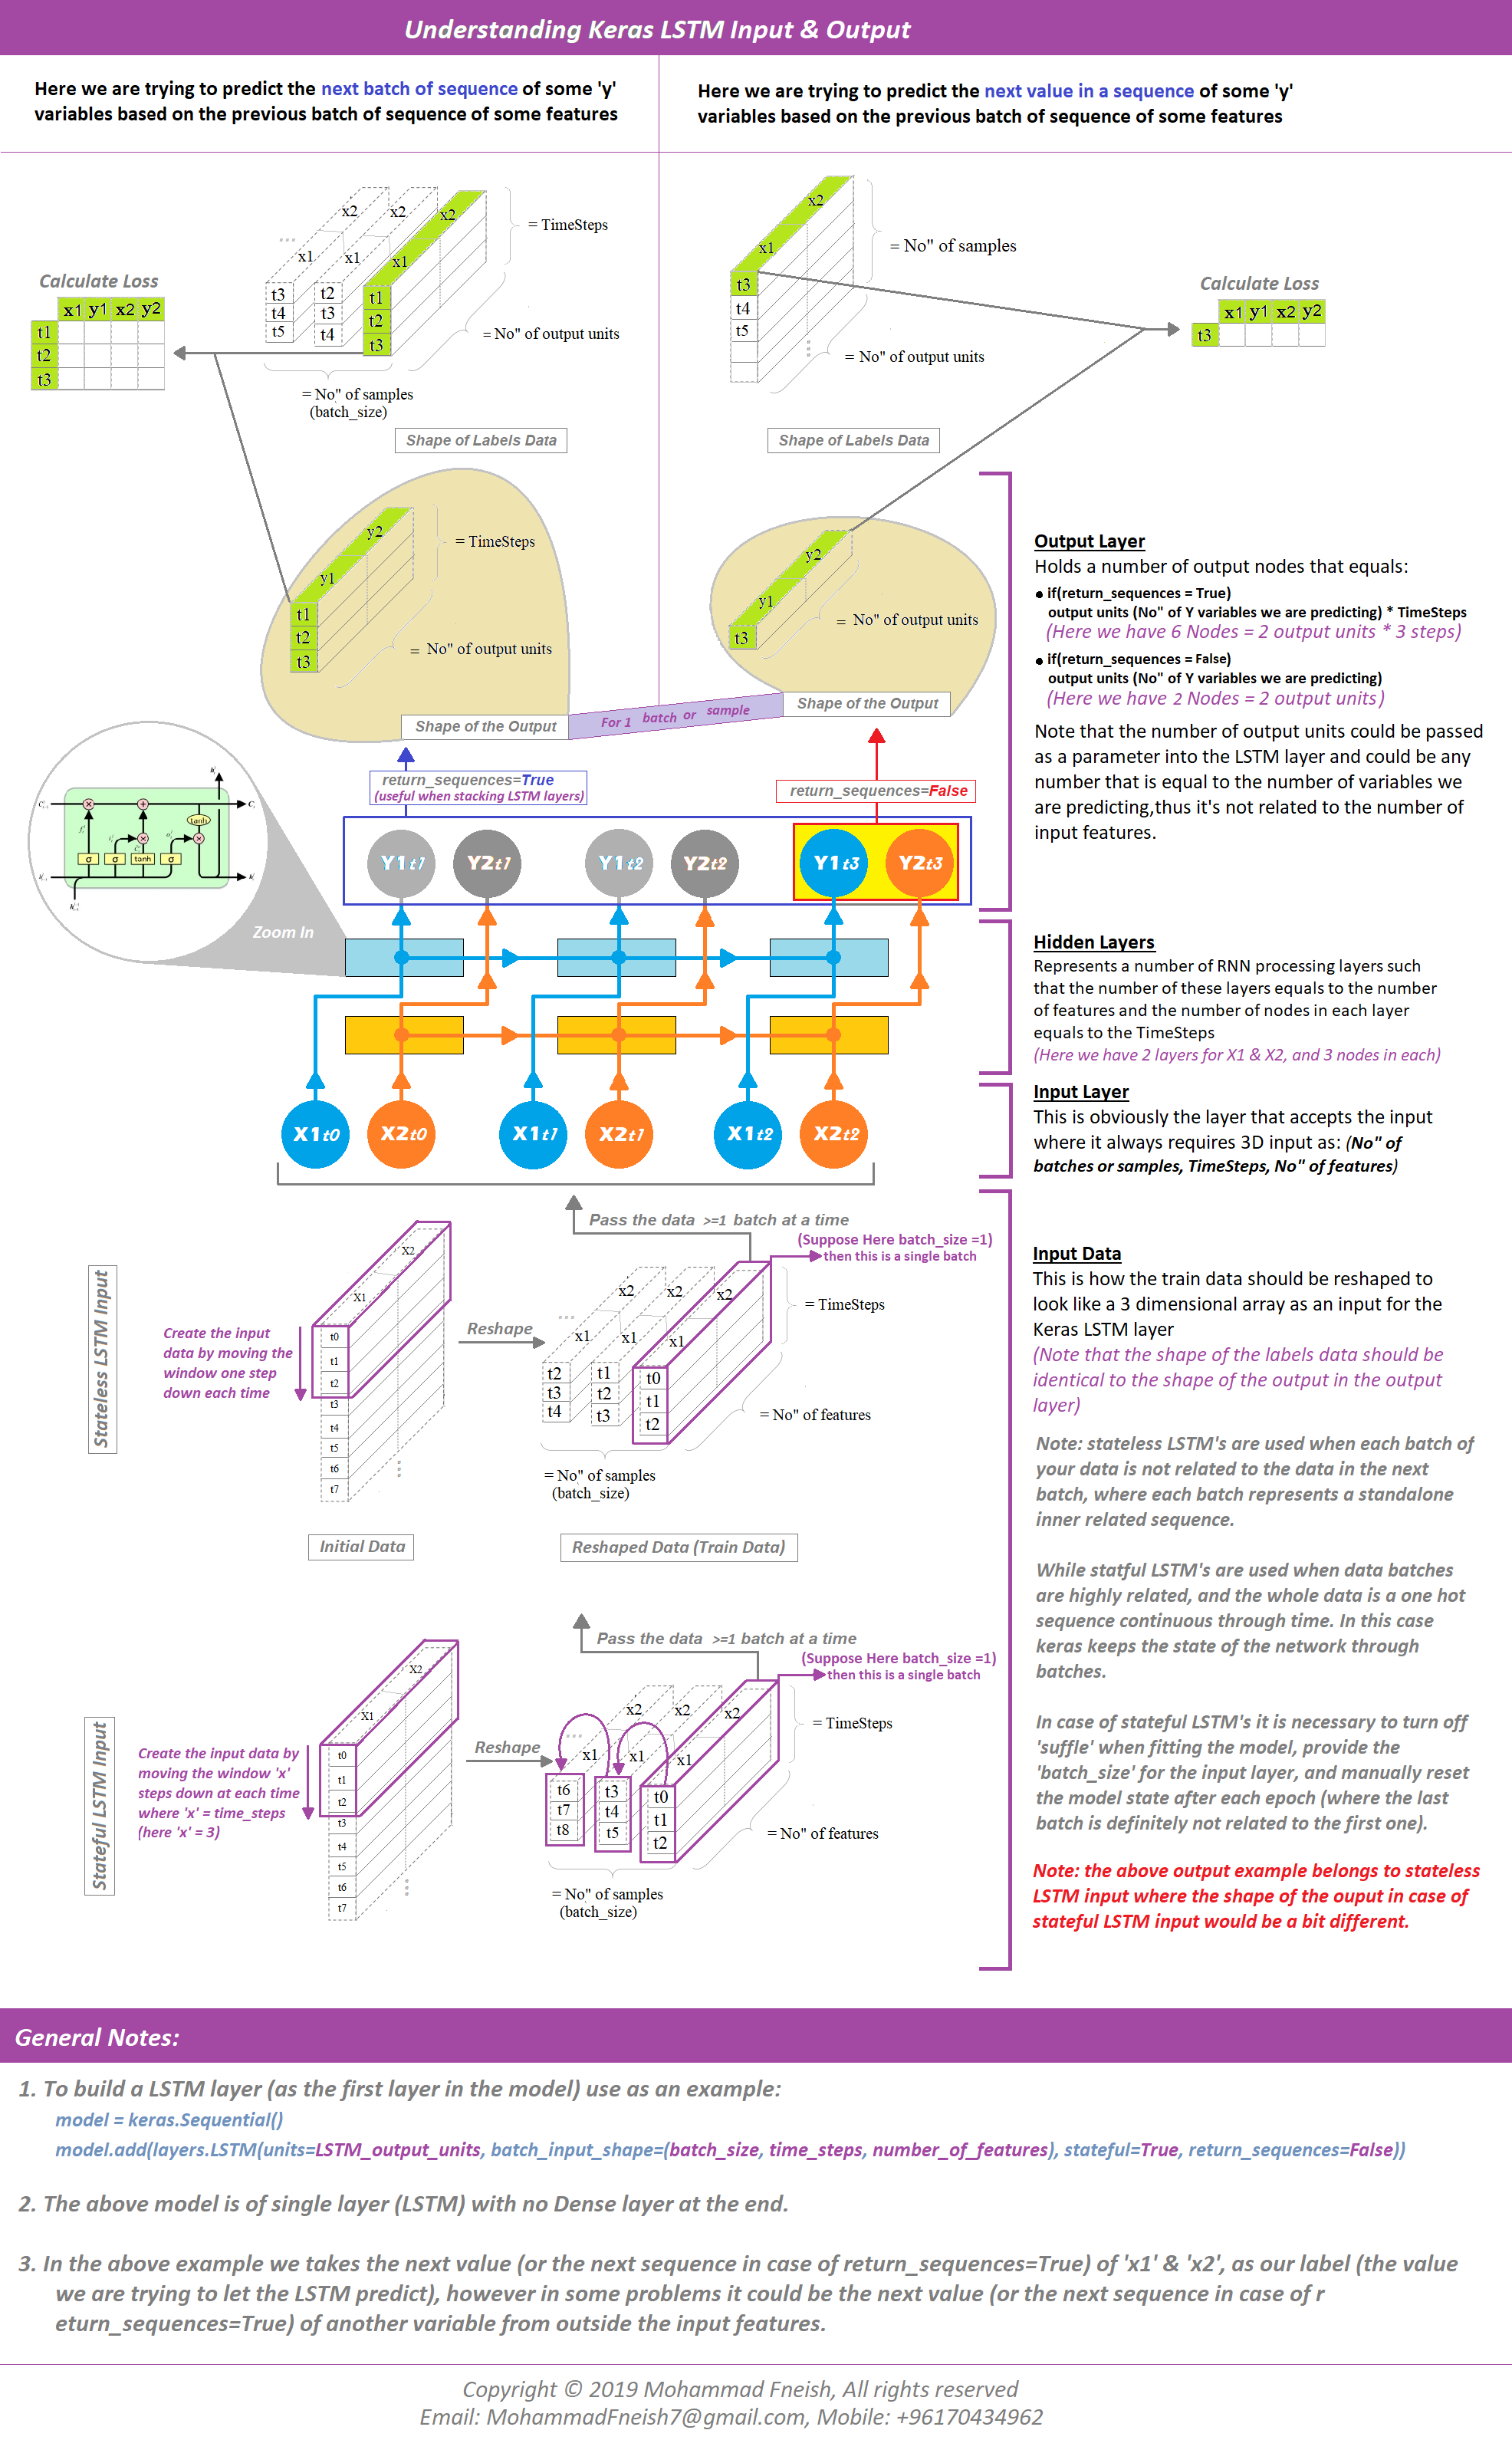 Understanding Keras LSTM Input & Output
Here we are trying to predict the next batch of sequence of some 'y'
variables based on the previous batch of sequence of some features
Here we are trying to predict the next value in a sequence of some 'y'
variables based on the previous batch of sequence of some features
x2 x2 x2
...
x1 x1 x1
t3 t2 t1
t4 t3 t2
t5 t4 t3
= TimeSteps
= No" of output units
= No" of samples
(batch_size)
Calculate Loss
x1 y1 x2 y2
t1
t2
t3
Shape of Labels Data
x2
x1
t3
t4
t5
= No" of samples
= No" of output units
Calculate Loss
x1 y1 x2 y2
t3
Shape of Labels Data
y2
y1
t1
t2
t3
= TimeSteps
= No" of output units
Shape of the Output
For 1 batch or sample
y2
y1
t3
= No" of output units
Shape of the Output
return_sequences=True
(useful when stacking LSTM layers)
return_sequences=False
Output Layer
Holds a number of output nodes that equals:
● if(return_sequences = True)
output units (No" of Y variables we are predicting) * TimeSteps
(Here we have 6 Nodes = 2 output units * 3 steps)
● if(return_sequences = False)
output units (No" of Y variables we are predicting)
(Here we have 2 Nodes = 2 output units)
Note that the number of output units could be passed
as a parameter into the LSTM layer and could be any
number that is equal to the number of variables we
are predicting,thus it's not related to the number of
input features.
σ σ tanh σ
tanh
Zoom In
Y1t1 Y2t1 Y1t2 Y2t2 Y1t3 Y2t3
Hidden Layers
Represents a number of RNN processing layers such
that the number of these layers equals to the number
of features and the number of nodes in each layer
equals to the TimeSteps
(Here we have 2 layers for X1 & X2, and 3 nodes in each)
X1t0 X2t0 X1t1 X2t1 X1t2 X2t2
Input Layer
This is obviously the layer that accepts the input
where it always requires 3D input as: (No" of
batches or samples, TimeSteps, No" of features)
Stateless LSTM Input
Create the input
data by moving the
window one step
down each time
X2
X1
t0
t1
t2
t3
t4
t5
t6
t7
Initial Data
Reshape
Pass the data >=1 batch at a time
(Suppose Here batch_size =1)
then this is a single batch
x2 x2 x2
...
x1 x1 x1
t2 t1 t0
t3 t2 t1
t4 t3 t2
= TimeSteps
= No" of features
= No" of samples
(batch_size)
Reshaped Data (Train Data)
Input Data
This is how the train data should be reshaped to
look like a 3 dimensional array as an input for the
Keras LSTM layer
(Note that the shape of the labels data should be
identical to the shape of the output in the output
layer)
Note: stateless LSTM's are used when each batch of
your data is not related to the data in the next
batch, where each batch represents a standalone
inner related sequence.
While statful LSTM's are used when data batches
are highly related, and the whole data is a one hot
sequence continuous through time. In this case
keras keeps the state of the network through
batches.
In case of stateful LSTM's it is necessary to turn off
'suffle' when fitting the model, provide the
'batch_size' for the input layer, and manually reset
the model state after each epoch (where the last
batch is definitely not related to the first one).
Note: the above output example belongs to stateless
LSTM input where the shape of the ouput in case of
stateful LSTM input would be a bit different.
Stateful LSTM Input
Create the input data by
moving the window 'x'
steps down at each time
where 'x' = time_steps
(here 'x' = 3)
X2
X1
t0
t1
t2
t3
t4
t5
t6
t7
Reshape
Pass the data >=1 batch at a time
(Suppose Here batch_size =1)
then this is a single batch
x2 x2 x2
...
x1 x1 x1
t6 t3 t0
t7 t4 t1
t8 t5 t2
= TimeSteps
= No" of features
= No" of samples
(batch_size)
General Notes:
1. To build a LSTM layer (as the first layer in the model) use as an example:
model = keras.Sequential()
model.add(layers.LSTM(units=LSTM_output_units, batch_input_shape=(batch_size, time_steps, number_of_features), stateful=True, return_sequences=False))
2. The above model is of single layer (LSTM) with no Dense layer at the end.
3. In the above example we takes the next value (or the next sequence in case of return_sequences=True) of 'x1' & 'x2', as our label (the value
we are trying to let the LSTM predict), however in some problems it could be the next value (or the next sequence in case of r
eturn_sequences=True) of another variable from outside the input features.
Copyright © 2019 Mohammad Fneish, All rights reserved
Email: MohammadFneish7@gmail.com, Mobile: +96170434962